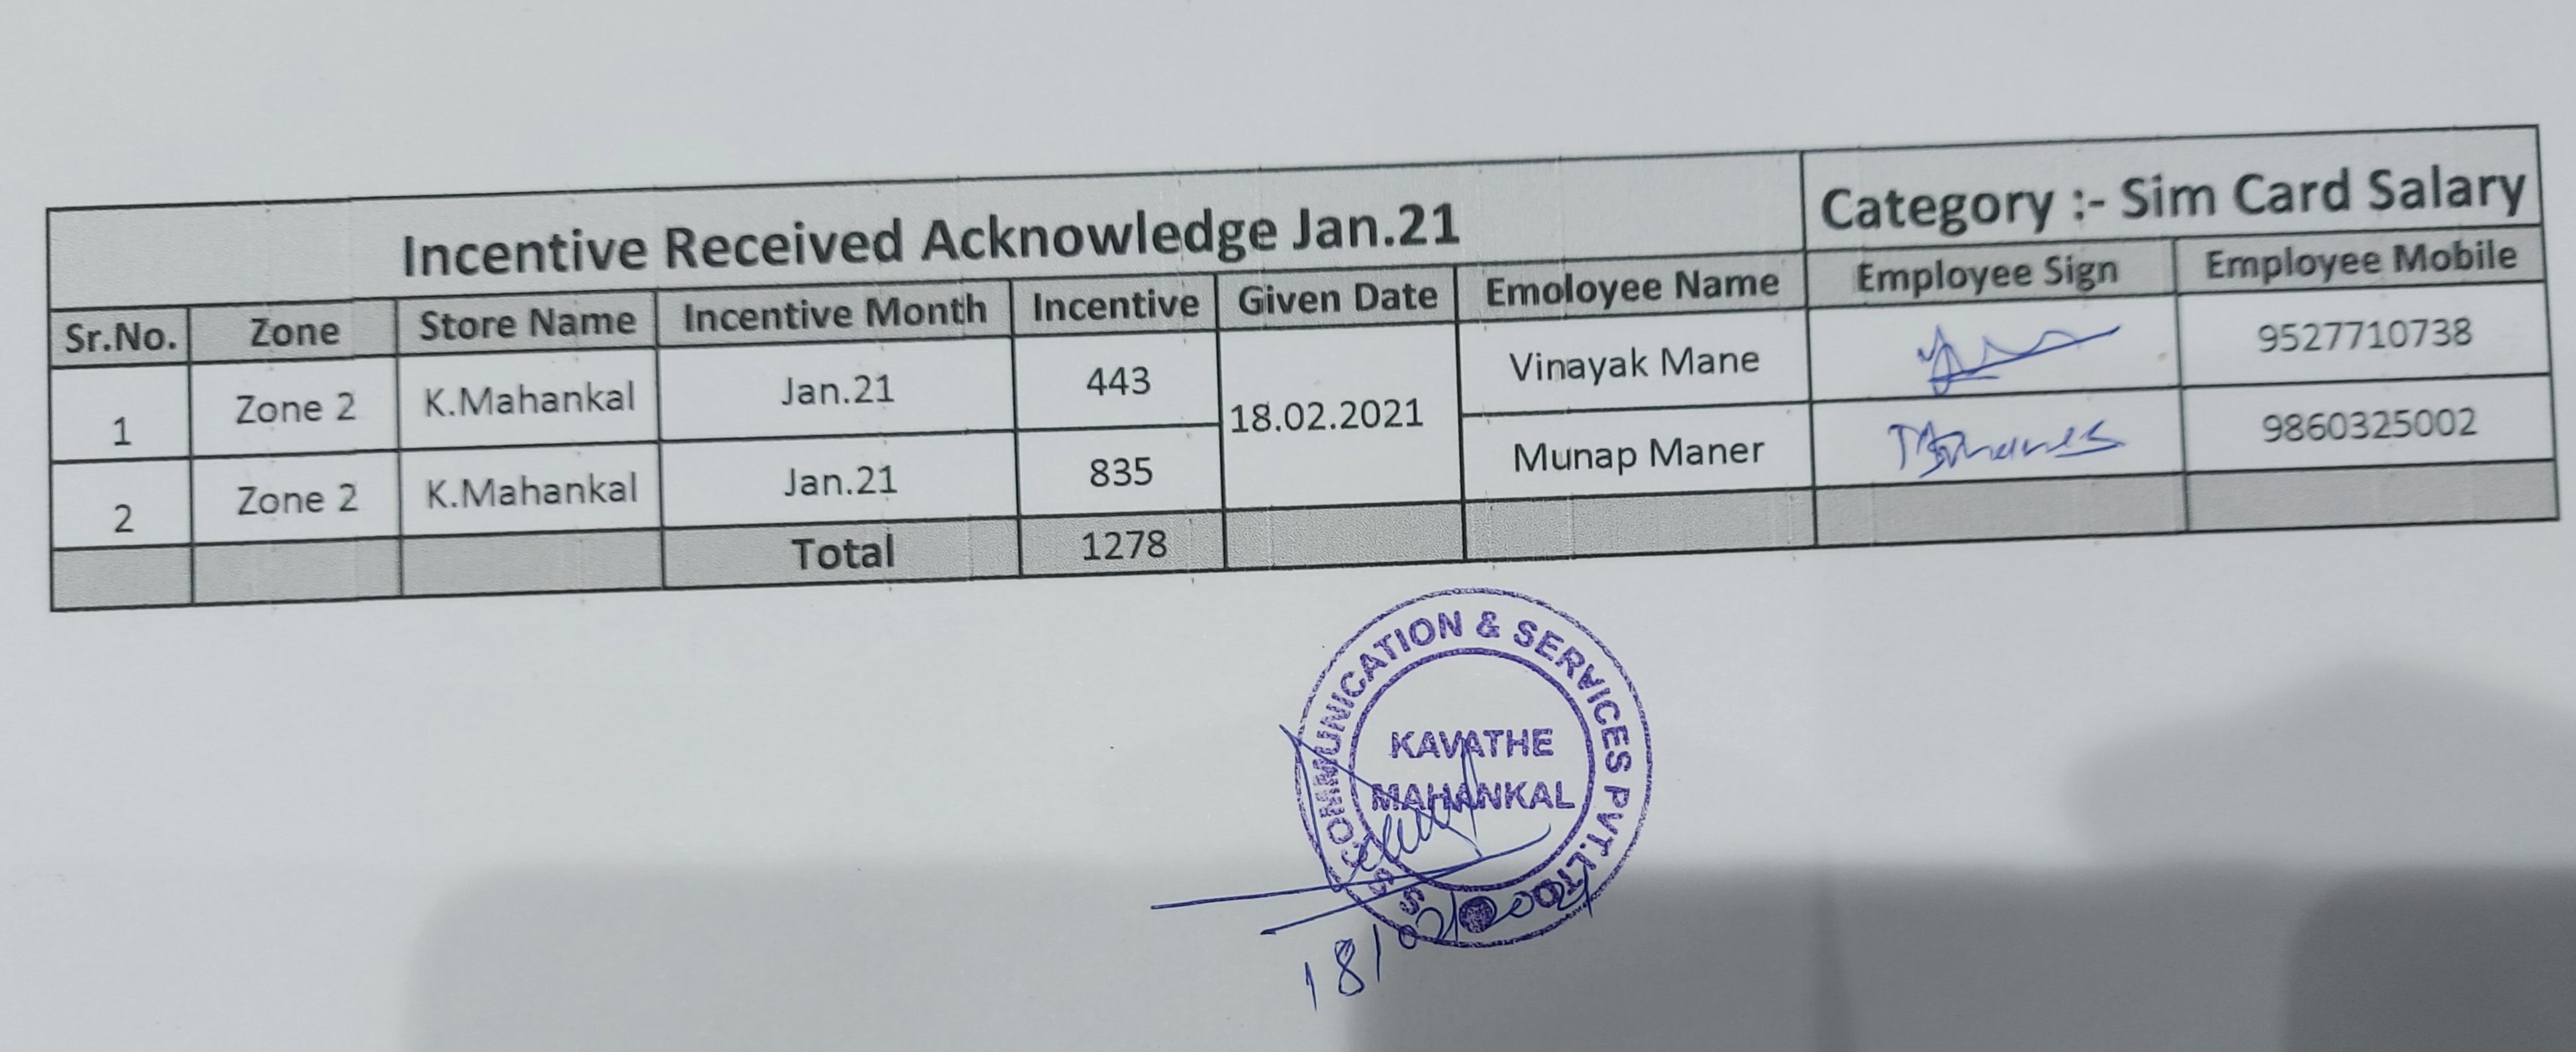 Incentive Received Acknowledge Jan.21 Category :- Sim Card Salary
Sr.No. Zone Store Name Incentive Month Incentive Given Date Emoloyee Name Employee Sign Employee Mobile
1 Zone 2 K.Mahankal Jan.21 443 18.02.2021 Vinayak Mane 9527710738
2 Zone 2 K.Mahankal Jan.21 835 Munap Maner 9860325002
Total 1278
SS COMMUNICATION & SERVICES PVT.LTD.
KAVATHE
MAHANKAL
18/02/2021